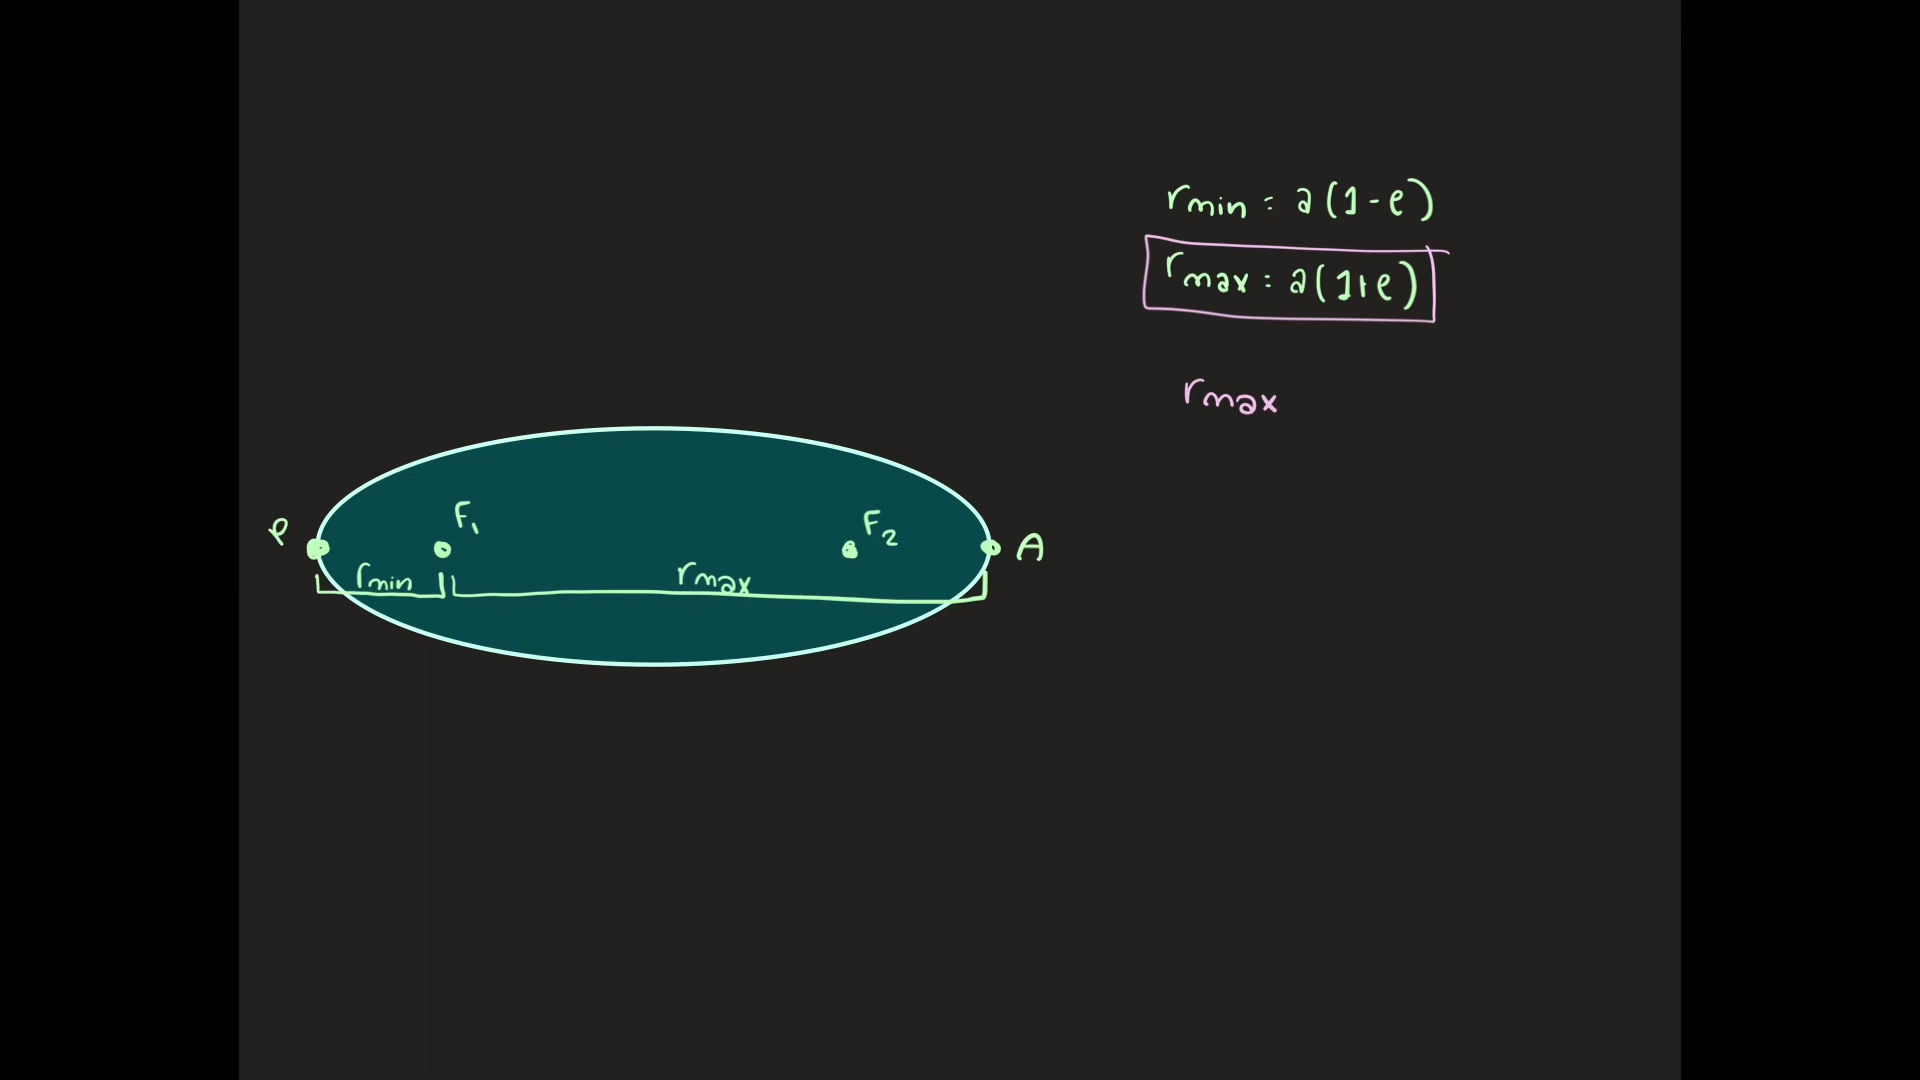 rmin = a(1-e)
rmax = a(1+e)
rmax
P
F1
F2
A
rmin
rmax